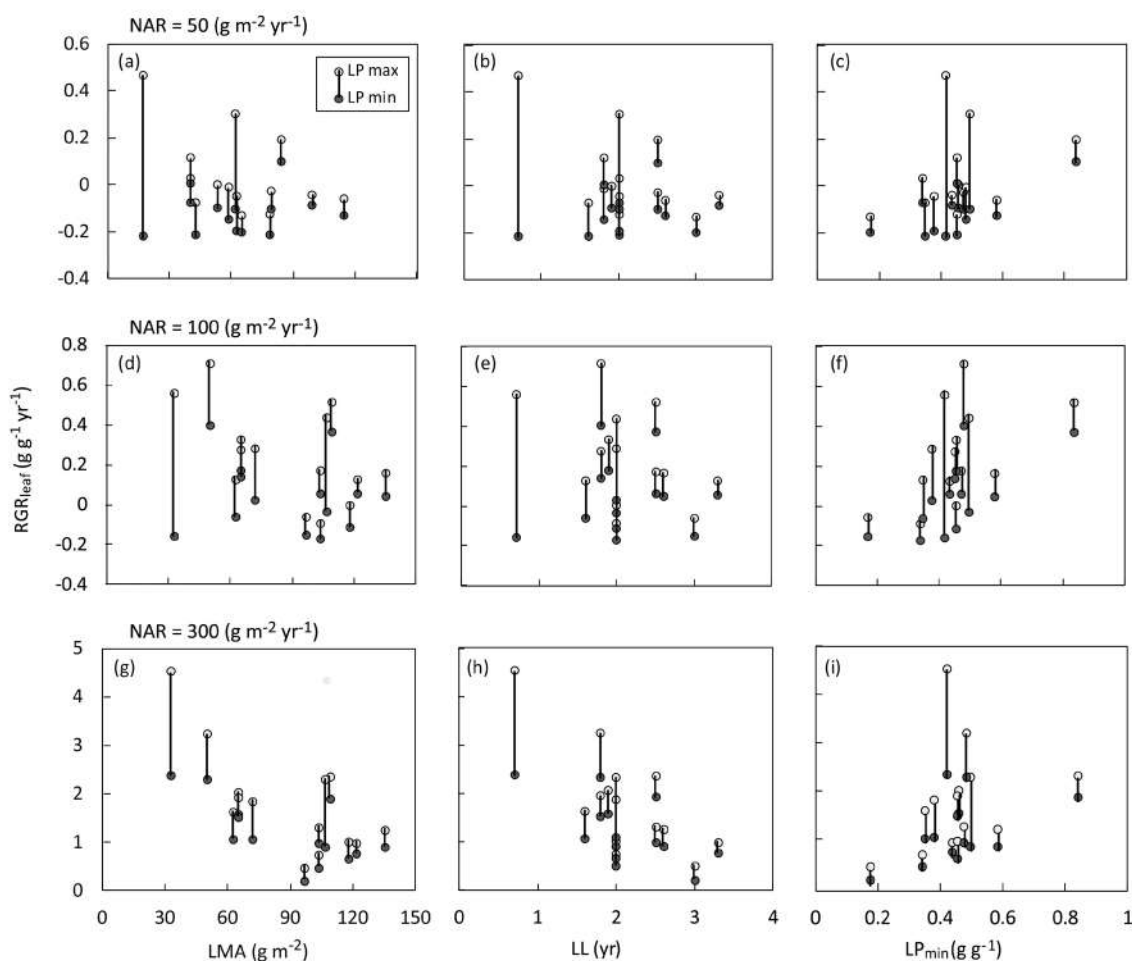 NAR = 50 (g m-2 yr-1)
(a) (b) (c)
LP max
LP min
0.6
0.4
0.2
0
-0.2
-0.4
NAR = 100 (g m-2 yr-1)
(d) (e) (f)
0.8
0.6
0.4
0.2
0
-0.2
-0.4
RGRleaf (g g-1 yr-1)
NAR = 300 (g m-2 yr-1)
(g) (h) (i)
5
4
3
2
1
0
0 30 60 90 120 150 0 1 2 3 4 0 0.2 0.4 0.6 0.8 1
LMA (g m-2) LL (yr) LPmin(g g-1)